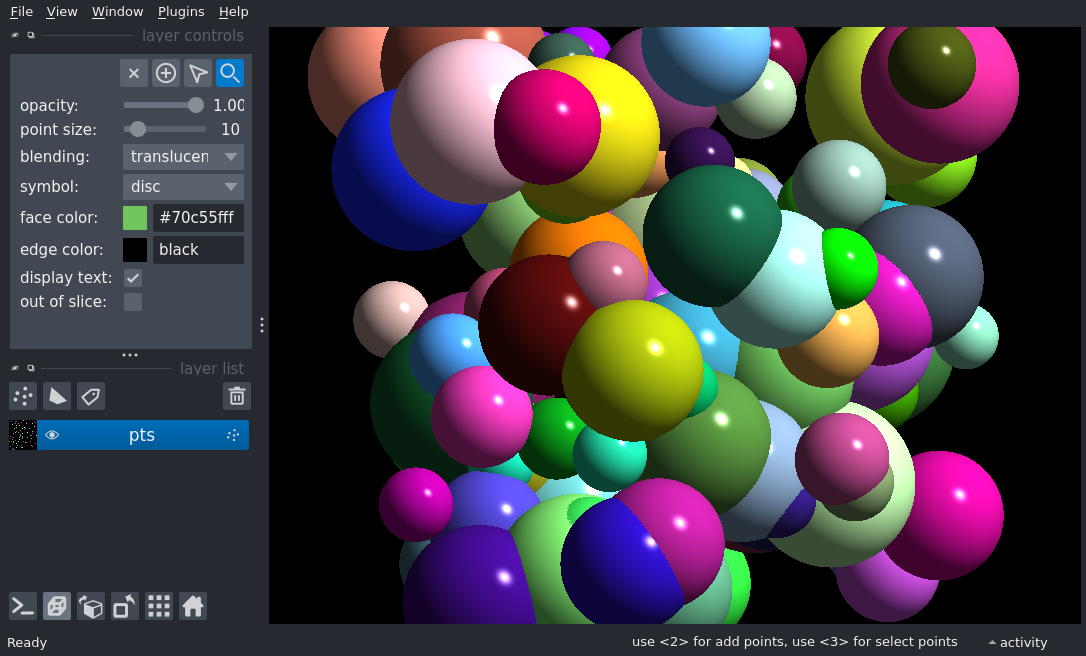 File View Window Plugins Help
layer controls
opacity: 1.00
point size: 10
blending: translucen
symbol: disc
face color: #70c55fff
edge color: black
display text:
out of slice:
layer list
pts
Ready use <2> for add points, use <3> for select points activity